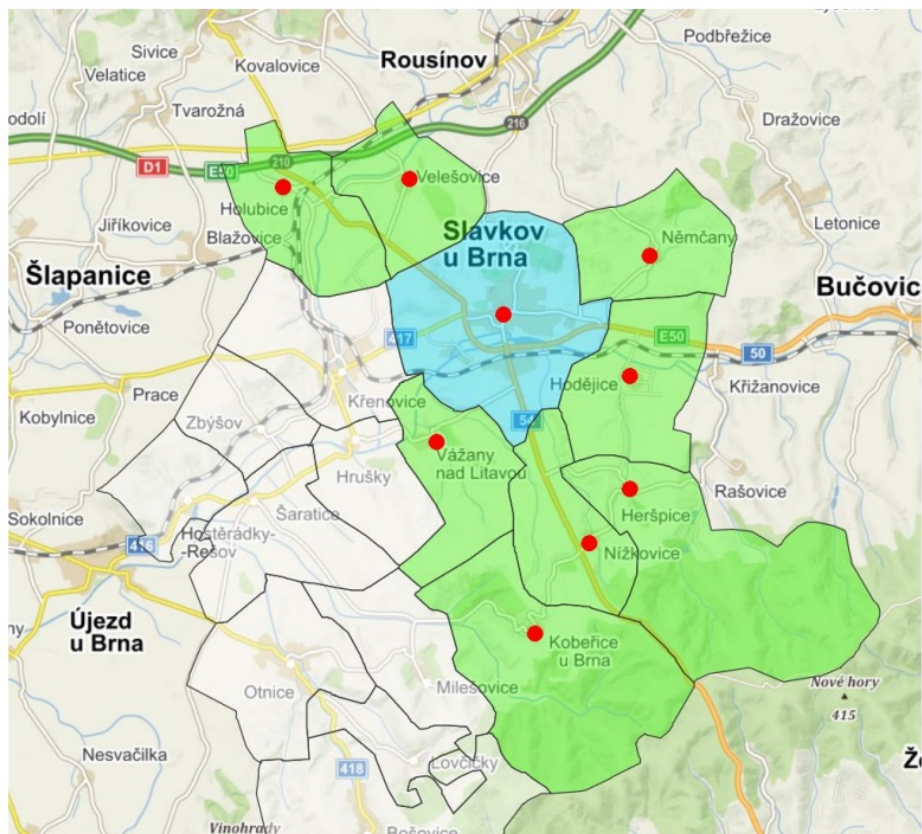 Sivice
Kovalovice
Podbřežice
Velatice
Rousínov
Tvarožná
216
Dražovice
D1
E50
210
Velešovice
Holubice
Jiříkovice
Blažovice
Slavkov
u Brna
Němčany
Letonice
Šlapanice
Bučovic
Ponětovice
417
E50
50
Prace
Hodějice
Křižanovice
Kobylnice
Křenovice
Zbýšov
54
Vážany
nad Litavou
Hrušky
Rašovice
Heršpice
Sokolnice
Šaratice
Hostěrádky-
-Rešov
416
Nížkovice
Újezd
u Brna
Kobeřice
u Brna
Otnice
Milešovice
Nové hory
415
Nesvačilka
Lovčičky
418
Vinohrady
Bošovice